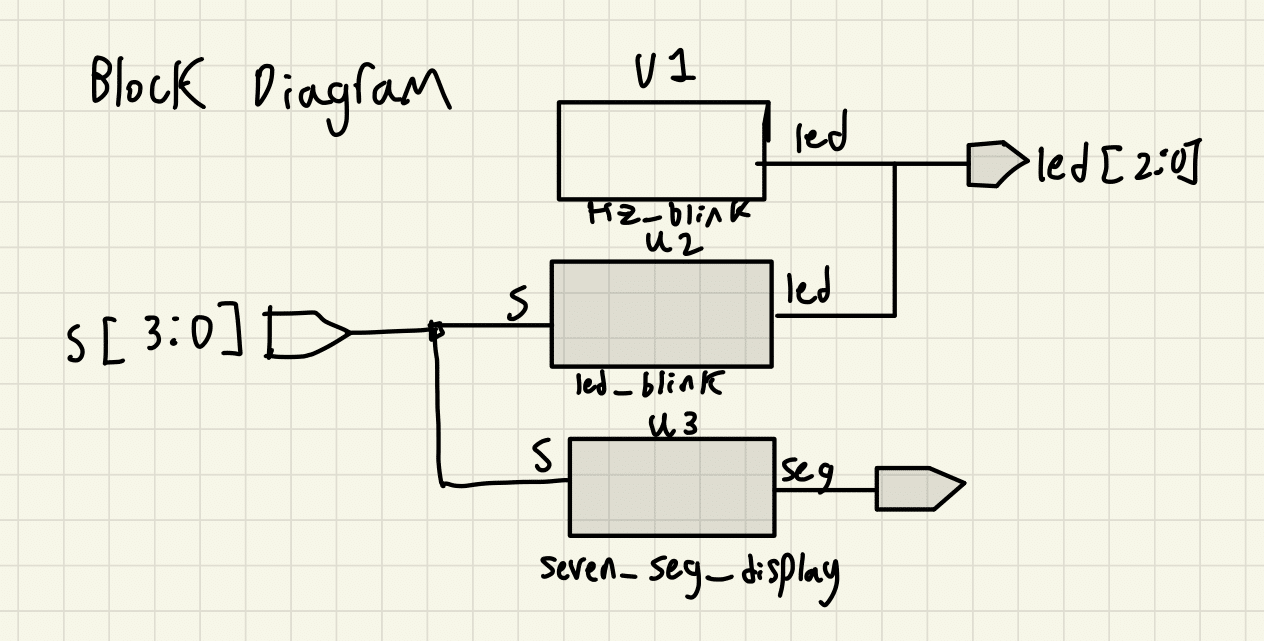 Block Diagram
U1
led
led[2:0]
Hz_blink
u2
S
led
S[3:0]
led_blink
u3
S
seg
seven_seg_display